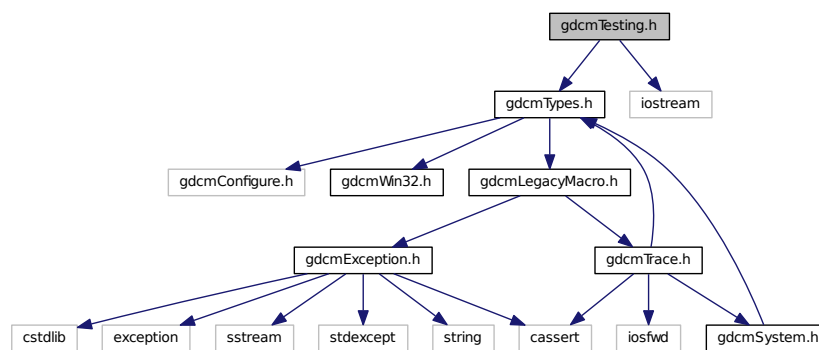 gdcmTesting.h
gdcmTypes.h
iostream
gdcmConfigure.h
gdcmWin32.h
gdcmLegacyMacro.h
gdcmException.h
gdcmTrace.h
cstdlib
exception
sstream
stdexcept
string
cassert
iosfwd
gdcmSystem.h